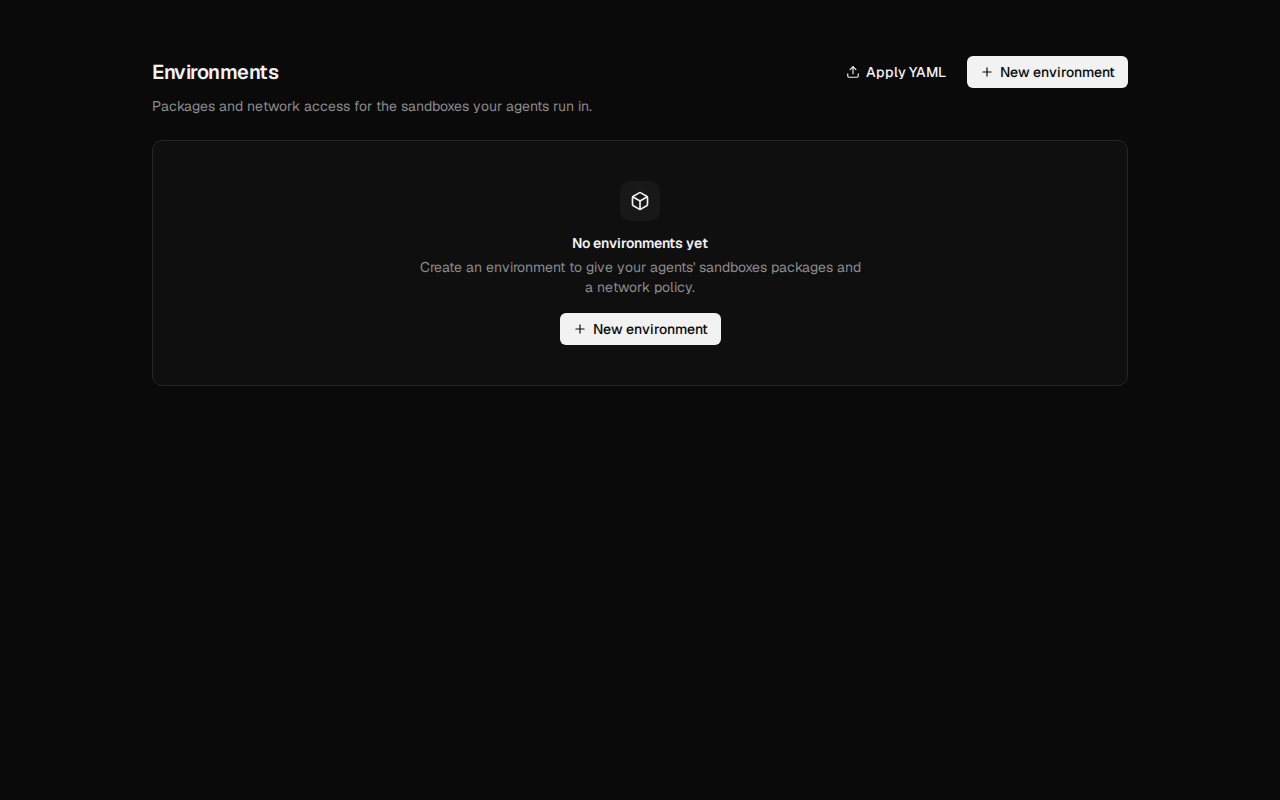 Environments
Apply YAML
New environment
Packages and network access for the sandboxes your agents run in.
No environments yet
Create an environment to give your agents' sandboxes packages and
a network policy.
New environment